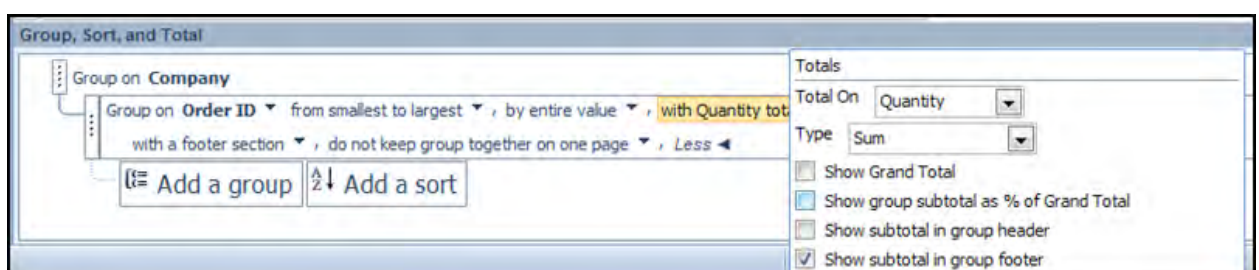 Group, Sort, and Total
Group on Company
Group on Order ID from smallest to largest , by entire value , with Quantity
with a footer section , do not keep group together on one page , Less
Add a group Add a sort
Totals
Total On Quantity
Type Sum
Show Grand Total
Show group subtotal as % of Grand Total
Show subtotal in group header
Show subtotal in group footer